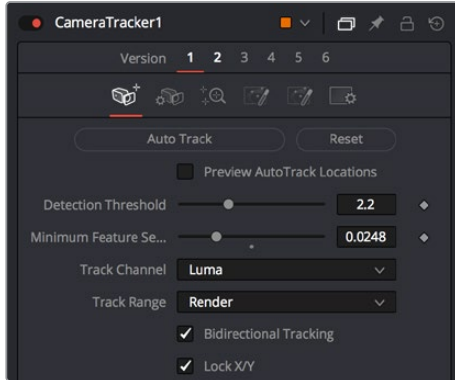 CameraTracker1
Version 1 2 3 4 5 6
Auto Track Reset
Preview AutoTrack Locations
Detection Threshold 2.2
Minimum Feature Se... 0.0248
Track Channel Luma
Track Range Render
Bidirectional Tracking
Lock X/Y